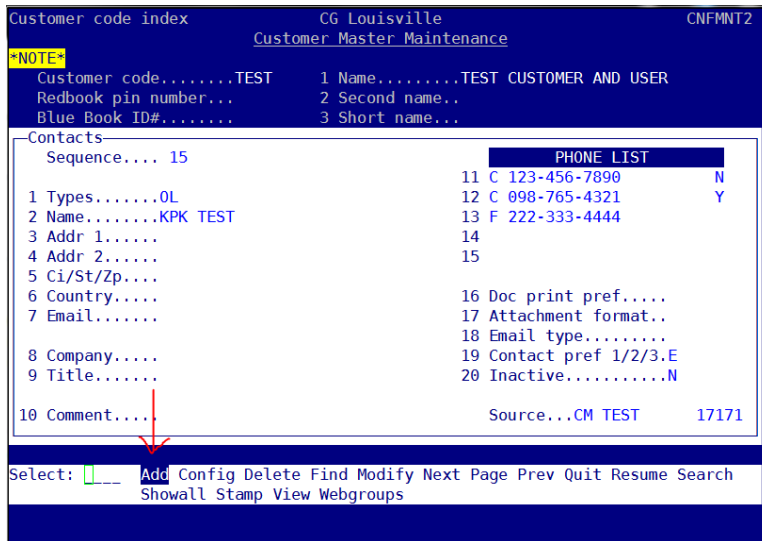 Customer code index CG Louisville CNFMNT2
Customer Master Maintenance
*NOTE*
Customer code........TEST 1 Name.........TEST CUSTOMER AND USER
Redbook pin number... 2 Second name..
Blue Book ID#........ 3 Short name...
Contacts
Sequence.... 15 PHONE LIST
11 C 123-456-7890 N
1 Types........OL 12 C 098-765-4321 Y
2 Name........KPK TEST 13 F 222-333-4444
3 Addr 1...... 14
4 Addr 2...... 15
5 Ci/St/Zp....
6 Country..... 16 Doc print pref.....
7 Email....... 17 Attachment format..
18 Email type.........
8 Company..... 19 Contact pref 1/2/3.E
9 Title....... 20 Inactive...........N
10 Comment..... Source...CM TEST 17171
Select: ____ Add Config Delete Find Modify Next Page Prev Quit Resume Search
Showall Stamp View Webgroups